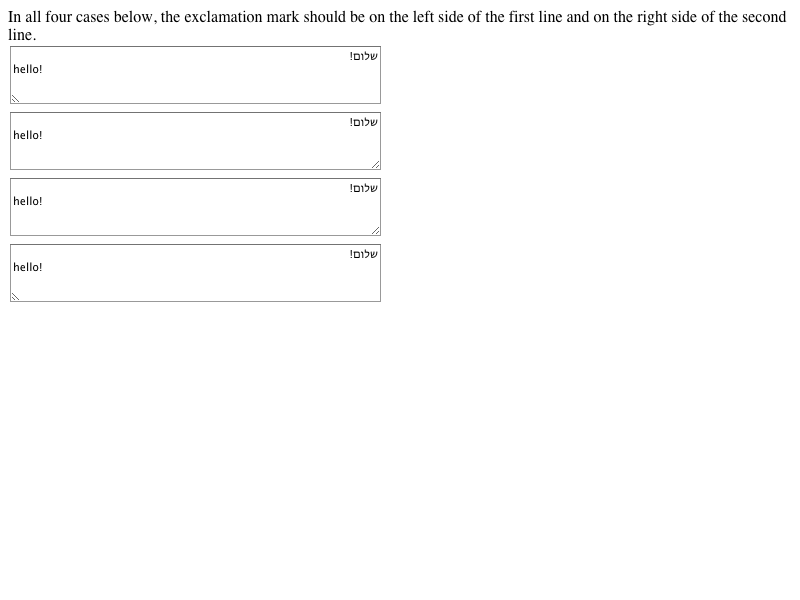 In all four cases below, the exclamation mark should be on the left side of the first line and on the right side of the second
line.
שלום!
hello!
שלום!
hello!
שלום!
hello!
שלום!
hello!